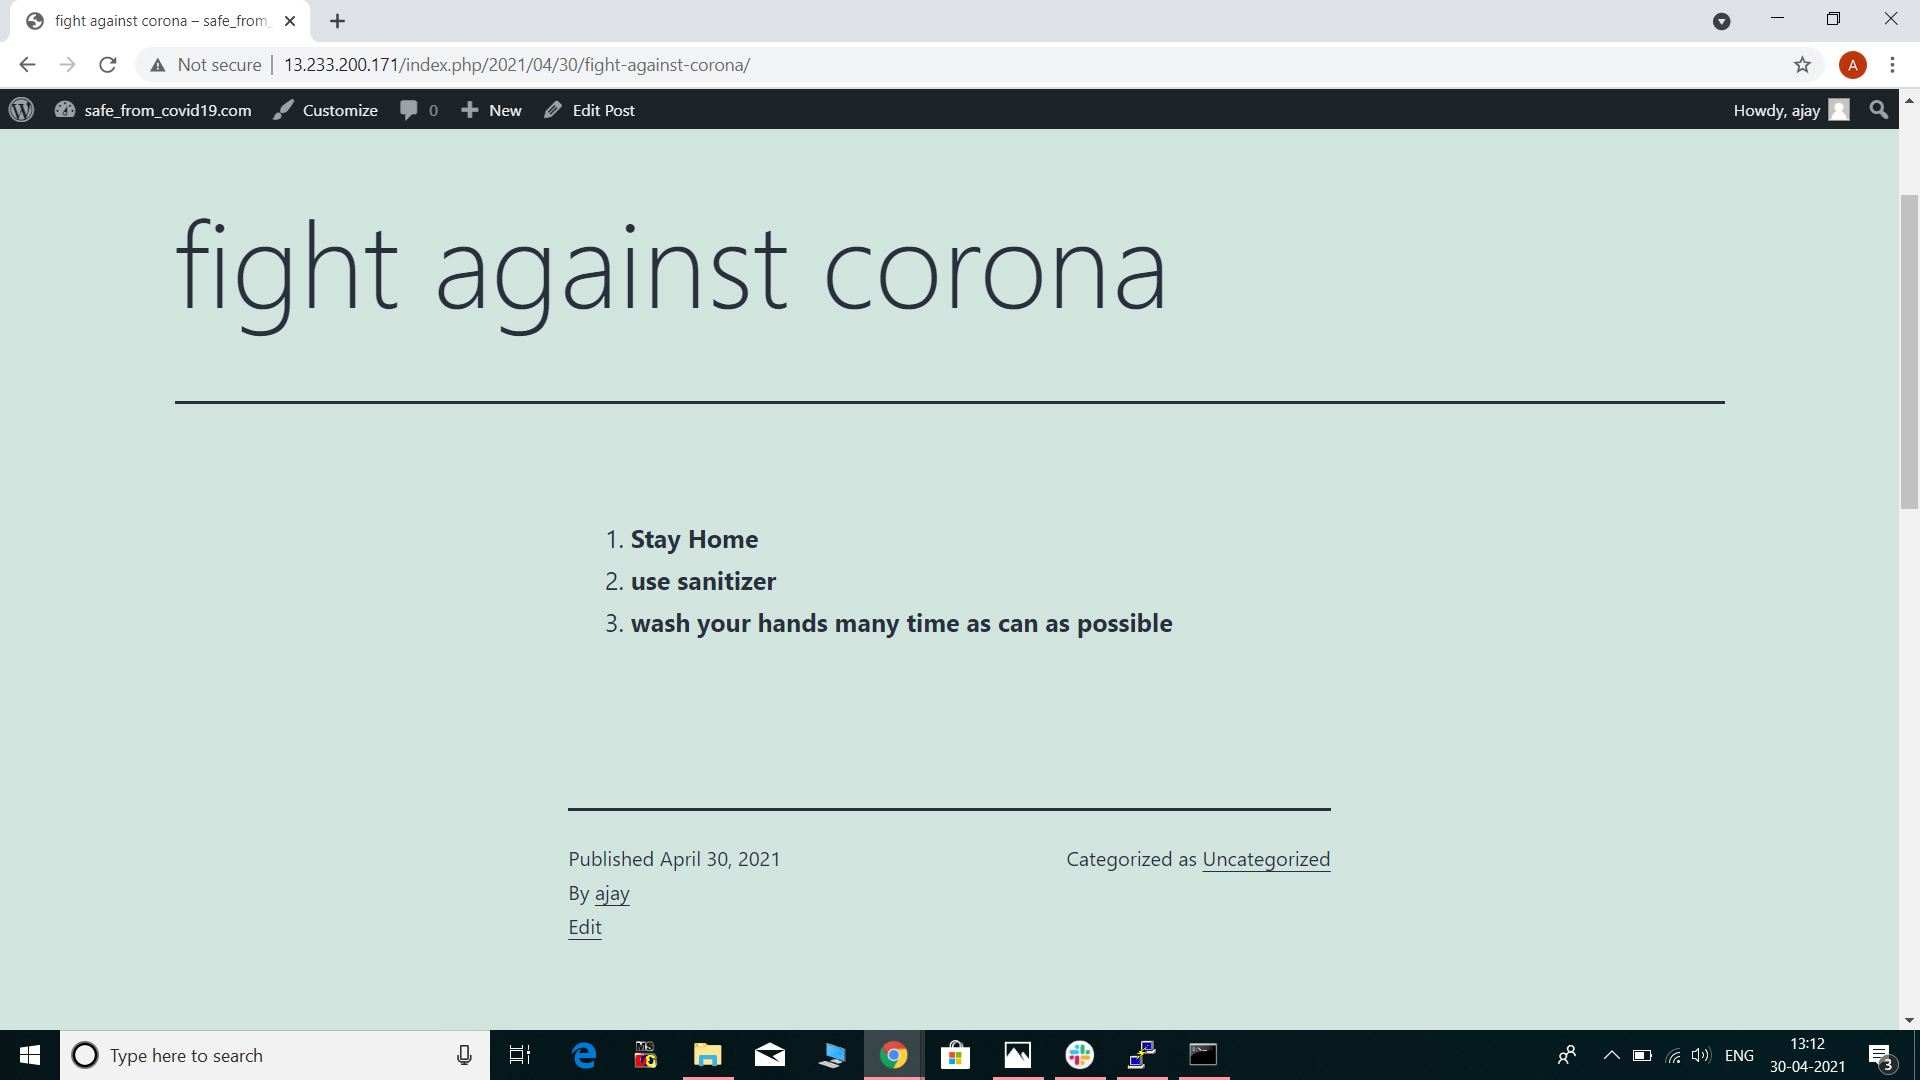 fight against corona – safe_from_
Not secure | 13.233.200.171/index.php/2021/04/30/fight-against-corona/
A
safe_from_covid19.com Customize 0 New Edit Post Howdy, ajay
fight against corona
1. Stay Home
2. use sanitizer
3. wash your hands many time as can as possible
Published April 30, 2021 Categorized as Uncategorized
By ajay
Edit
Type here to search
ENG
13:12
30-04-2021
3